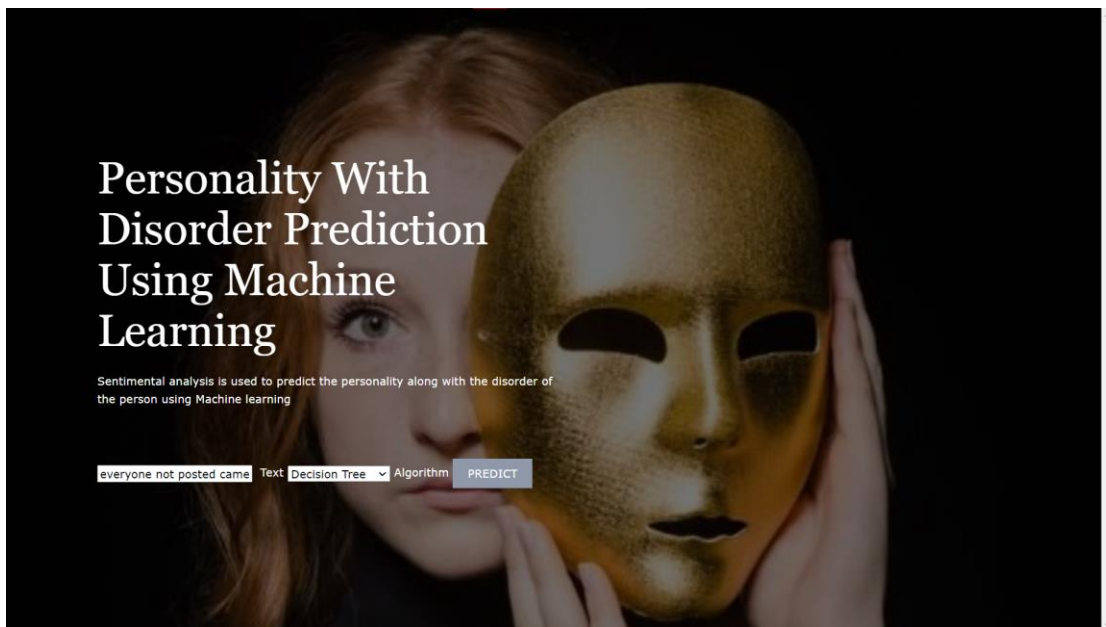 Personality With
Disorder Prediction
Using Machine
Learning
Sentimental analysis is used to predict the personality along with the disorder of
the person using Machine learning
everyone not posted came Text Decision Tree Algorithm PREDICT